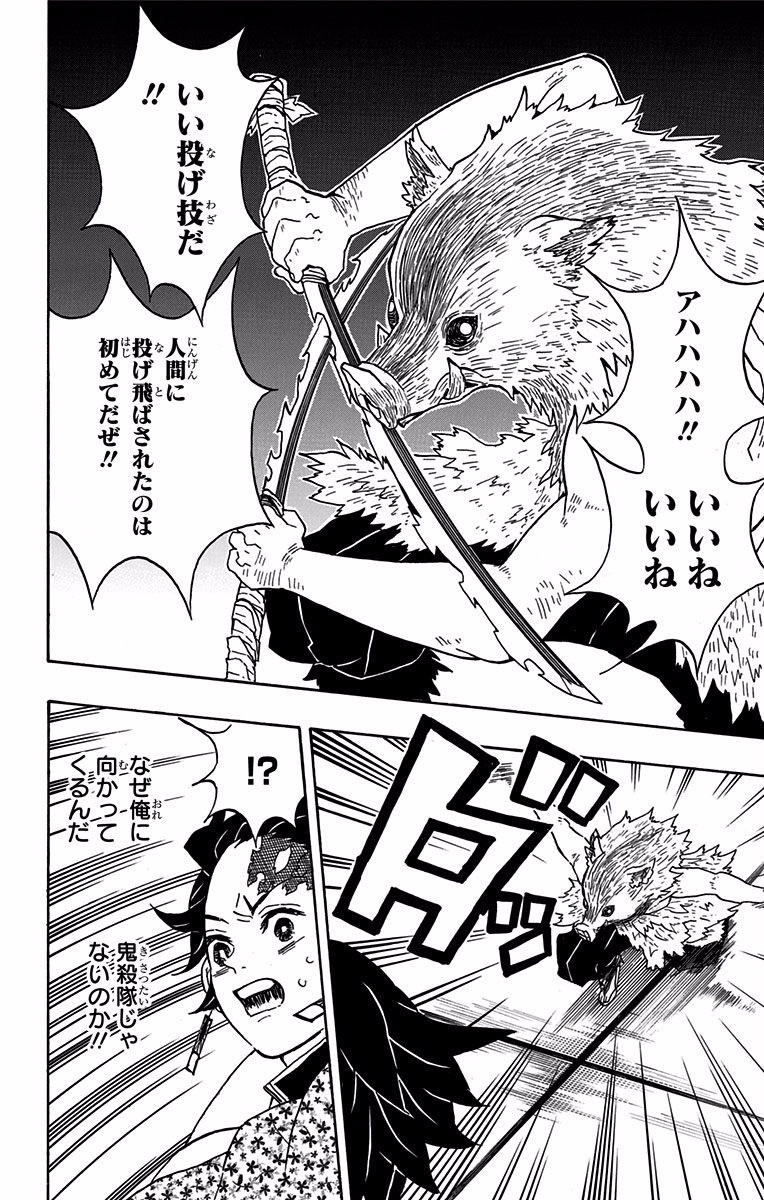 アハハハハ!!
いいね
いいね
いい投げ技だ
!!
人間に
投げ飛ばされたのは
初めてだぜ!!
ダッ
!?
なぜ俺に
向かって
くるんだ
鬼殺隊じゃ
ないのか!!